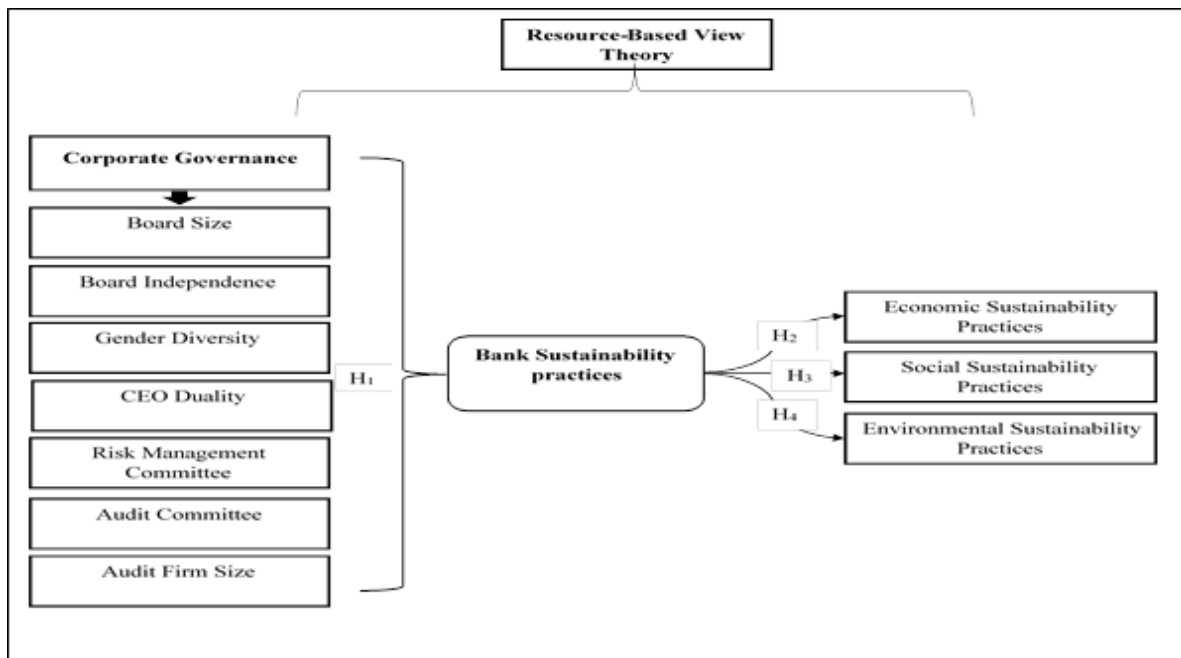 Resource-Based View
Theory
Corporate Governance
Board Size
Board Independence
Gender Diversity
CEO Duality
Risk Management
Committee
Audit Committee
Audit Firm Size
H₁
Bank Sustainability
practices
H₂
H₃
H₄
Economic Sustainability
Practices
Social Sustainability
Practices
Environmental Sustainability
Practices